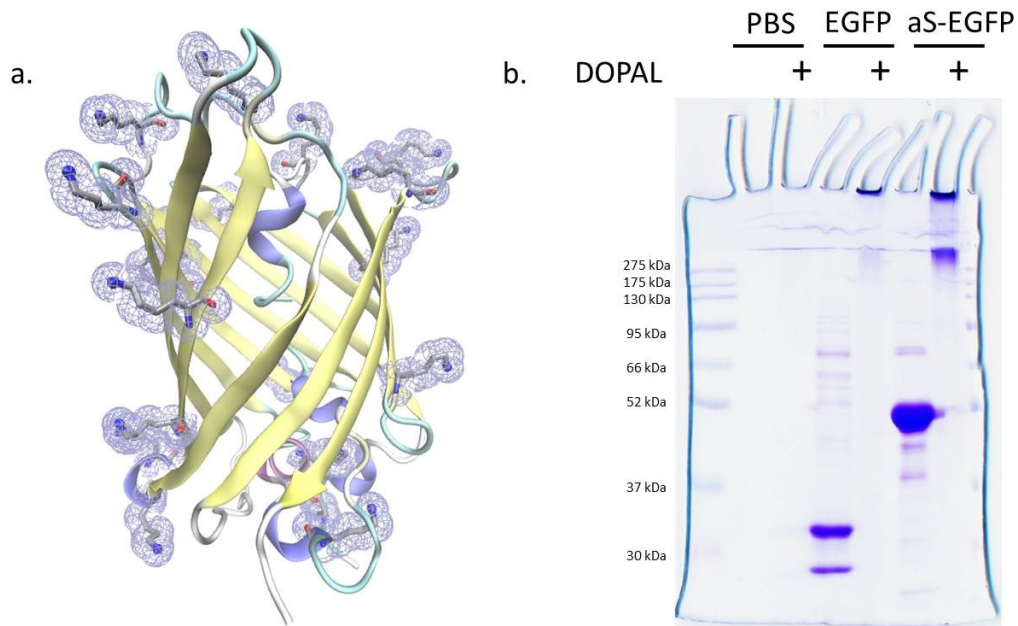 PBS EGFP aS-EGFP
a.
b. DOPAL + + +
275 kDa
175 kDa
130 kDa
95 kDa
66 kDa
52 kDa
37 kDa
30 kDa